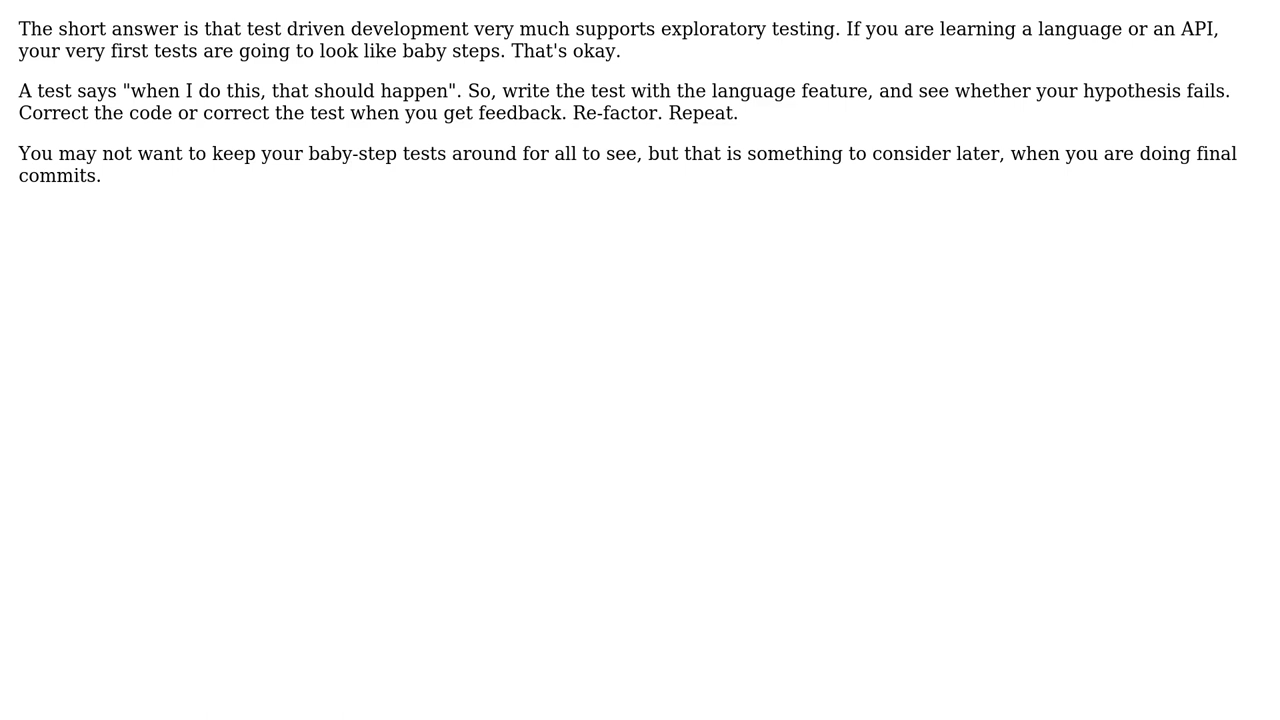 The short answer is that test driven development very much supports exploratory testing. If you are learning a language or an API,
your very first tests are going to look like baby steps. That's okay.
A test says "when I do this, that should happen". So, write the test with the language feature, and see whether your hypothesis fails.
Correct the code or correct the test when you get feedback. Re-factor. Repeat.
You may not want to keep your baby-step tests around for all to see, but that is something to consider later, when you are doing final
commits.